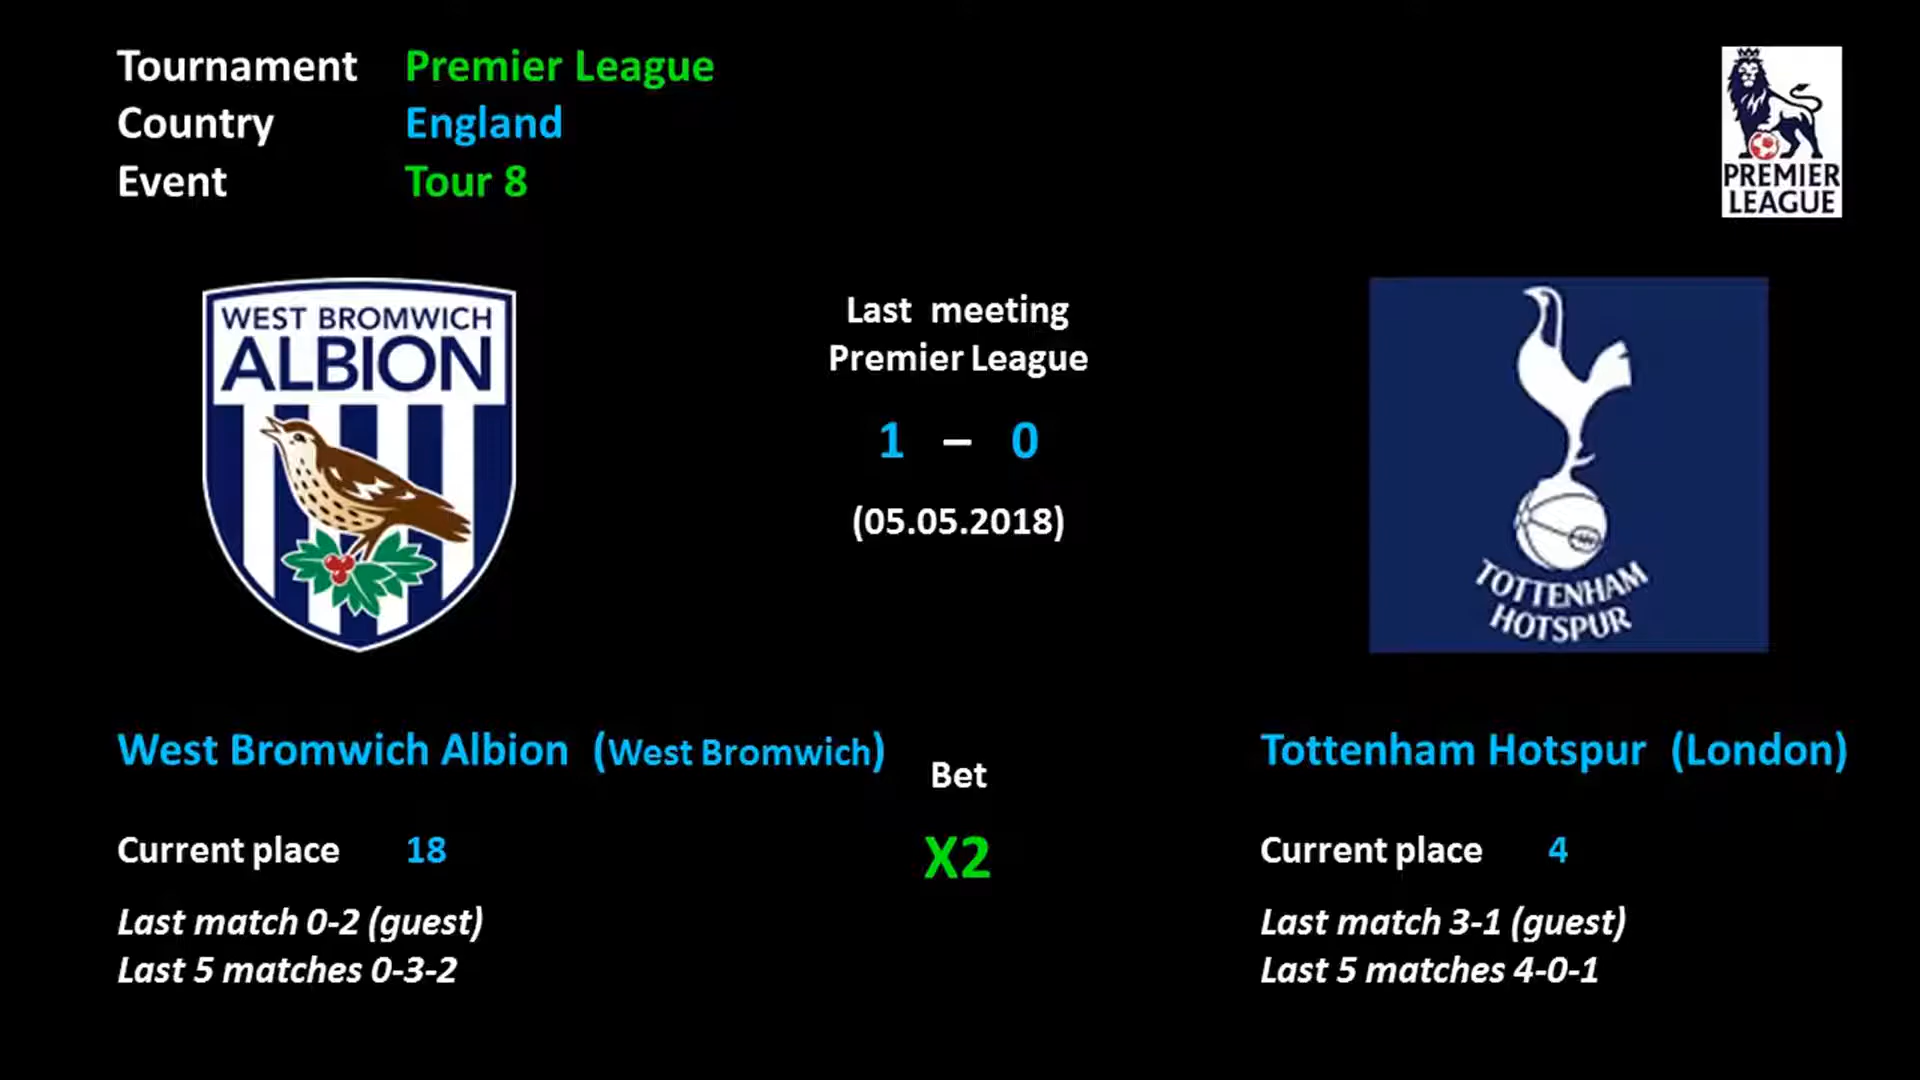 Tournament Premier League
Country England
Event Tour 8
PREMIER
LEAGUE
WEST BROMWICH
ALBION
Last meeting
Premier League
1 – 0
(05.05.2018)
TOTTENHAM
HOTSPUR
West Bromwich Albion (West Bromwich)
Tottenham Hotspur (London)
Bet
X2
Current place 18
Last match 0-2 (guest)
Last 5 matches 0-3-2
Current place 4
Last match 3-1 (guest)
Last 5 matches 4-0-1